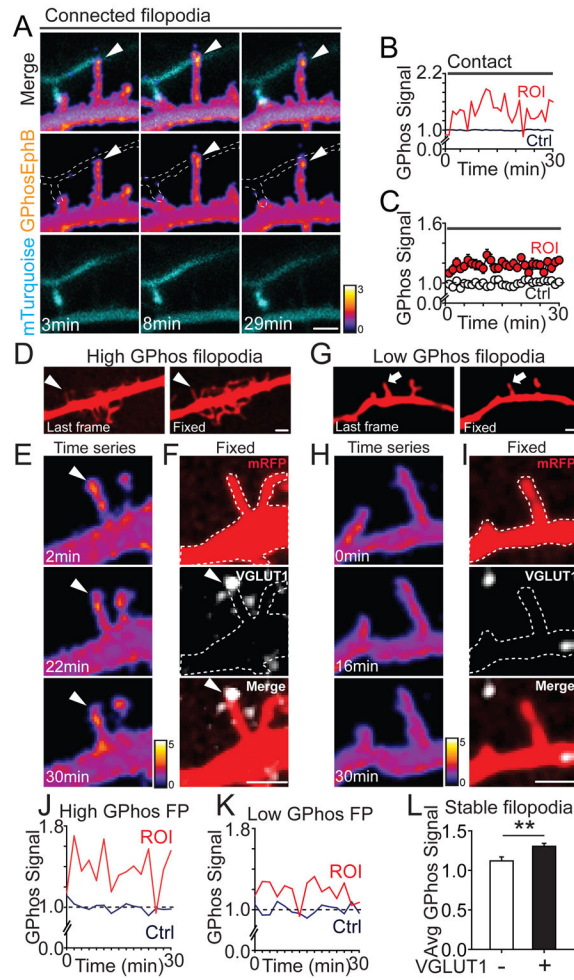 A
Connected filopodia
Merge
GPhosEphB
mTurquoise
3min
8min
29min
3
0
B
Contact
2.2
1.0
0.0
GPhos Signal
ROI
Ctrl
0
30
Time (min)
C
1.6
1.0
0.0
GPhos Signal
ROI
Ctrl
0
30
Time (min)
D
High GPhos filopodia
Last frame
Fixed
G
Low GPhos filopodia
Last frame
Fixed
E
Time series
2min
22min
30min
5
0
F
Fixed
mRFP
VGLUT1
Merge
H
Time series
0min
16min
30min
5
0
I
Fixed
mRFP
VGLUT1
Merge
J
High GPhos FP
1.8
1.0
0.0
GPhos Signal
ROI
Ctrl
0
30
Time (min)
K
Low GPhos FP
1.8
1.0
0.0
GPhos Signal
ROI
Ctrl
0
30
Time (min)
L
Stable filopodia
**
1.5
1.0
0.5
0
Avg GPhos Signal
VGLUT1 - +